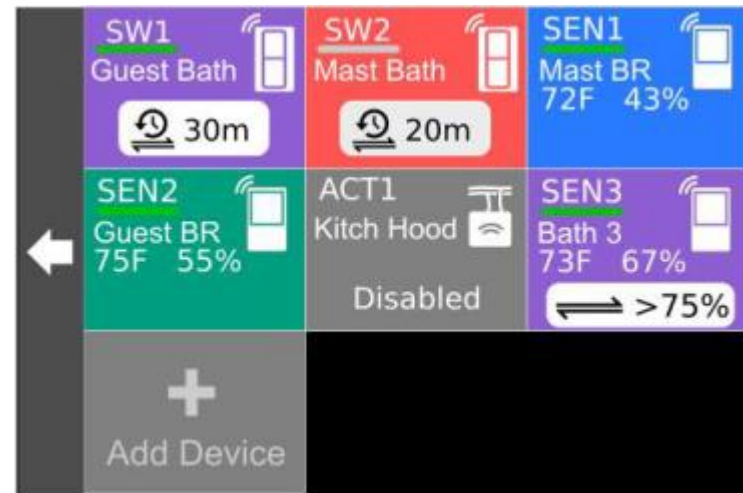 SW1
Guest Bath
30m
SW2
Mast Bath
20m
SEN1
Mast BR
72F 43%
SEN2
Guest BR
75F 55%
ACT1
Kitch Hood
Disabled
SEN3
Bath 3
73F 67%
>75%
Add Device